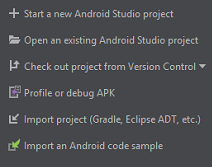 Start a new Android Studio project
Open an existing Android Studio project
Check out project from Version Control
Profile or debug APK
Import project (Gradle, Eclipse ADT, etc.)
Import an Android code sample